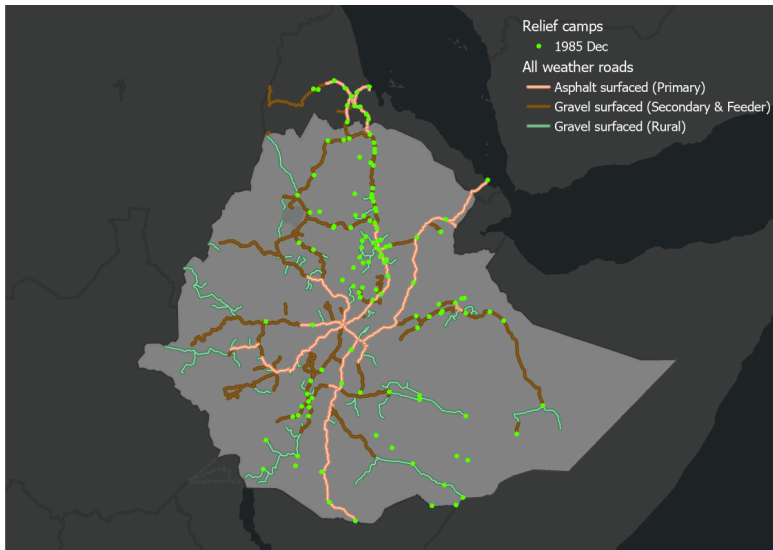 Relief camps
1985 Dec
All weather roads
Asphalt surfaced (Primary)
Gravel surfaced (Secondary & Feeder)
Gravel surfaced (Rural)